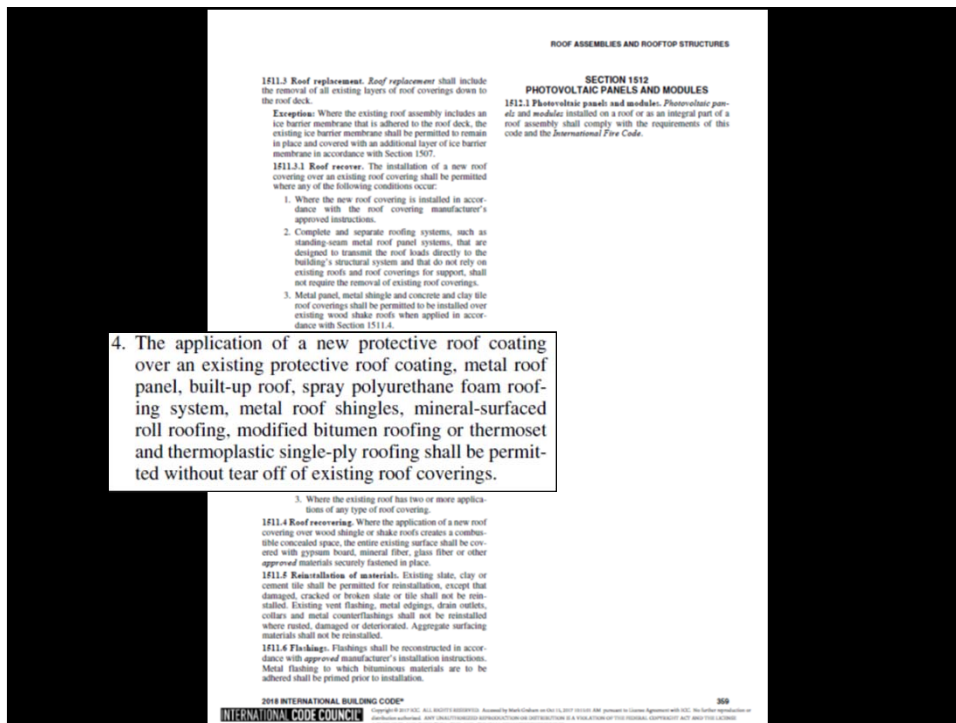 ROOF ASSEMBLIES AND ROOFTOP STRUCTURES
1511.3 Roof replacement. Roof replacement shall include
the removal of all existing layers of roof coverings down to
the roof deck.
Exception: Where the existing roof assembly includes an
ice barrier membrane that is adhered to the roof deck, the
existing ice barrier membrane shall be permitted to remain
in place and covered with an additional layer of ice barrier
membrane in accordance with Section 1507.
1511.3.1 Roof recover. The installation of a new roof
covering over an existing roof covering shall be permitted
where any of the following conditions occur:
1. Where the new roof covering is installed in accor-
dance with the roof covering manufacturer's
approved instructions.
2. Complete and separate roofing systems, such as
standing-seam metal roof panel systems, that are
designed to transmit the roof loads directly to the
building's structural system and that do not rely on
existing roofs and roof coverings for support, shall
not require the removal of existing roof coverings.
3. Metal panel, metal shingle and concrete and clay tile
roof coverings shall be permitted to be installed over
existing wood shake roofs when applied in accor-
dance with Section 1511.4.
4. The application of a new protective roof coating
over an existing protective roof coating, metal roof
panel, built-up roof, spray polyurethane foam roof-
ing system, metal roof shingles, mineral-surfaced
roll roofing, modified bitumen roofing or thermoset
and thermoplastic single-ply roofing shall be permit-
ted without tear off of existing roof coverings.
3. Where the existing roof has two or more applica-
tions of any type of roof covering.
1511.4 Roof recovering. Where the application of a new roof
covering over wood shingle or shake roofs creates a combus-
tible concealed space, the entire existing surface shall be cov-
ered with gypsum board, mineral fiber, glass fiber or other
approved materials securely fastened in place.
1511.5 Reinstallation of materials. Existing slate, clay or
cement tile shall be permitted for reinstallation, except that
damaged, cracked or broken slate or tile shall not be rein-
stalled. Existing vent flashing, metal edgings, drain outlets,
collars and metal counterflashings shall not be reinstalled
where rusted, damaged or deteriorated. Aggregate surfacing
materials shall not be reinstalled.
1511.6 Flashings. Flashings shall be reconstructed in accor-
dance with approved manufacturer's installation instructions.
Metal flashing to which bituminous materials are to be
adhered shall be primed prior to installation.
SECTION 1512
PHOTOVOLTAIC PANELS AND MODULES
1512.1 Photovoltaic panels and modules. Photovoltaic pan-
els and modules installed on a roof or as an integral part of a
roof assembly shall comply with the requirements of this
code and the International Fire Code.
2018 INTERNATIONAL BUILDING CODE®
359
INTERNATIONAL CODE COUNCIL